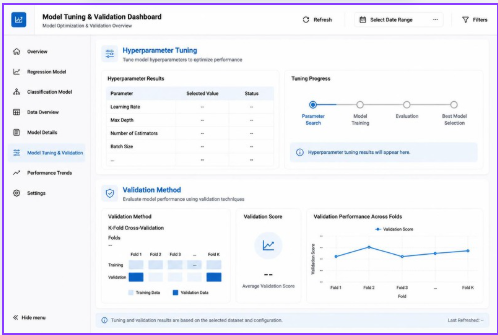 Model Tuning & Validation Dashboard
Model Optimization & Validation Overview
Refresh
Select Date Range
...
Filters
Overview
Regression Model
Classification Model
Data Overview
Model Details
Model Tuning & Validation
Performance Trends
Settings
Hide menu
Hyperparameter Tuning
Tune model hyperparameters to optimize performance
Hyperparameter Results
Parameter Selected Value Status
Learning Rate -- --
Max Depth -- --
Number of Estimators -- --
Batch Size -- --
... -- --
Tuning Progress
Parameter Search
Model Training
Evaluation
Best Model Selection
Hyperparameter tuning results will appear here.
Validation Method
Evaluate model performance using validation techniques
Validation Method
K-Fold Cross-Validation
Folds
--
Fold 1 Fold 2 Fold 3 ... Fold K
Training
Validation
Training Data Validation Data
Validation Score
--
Average Validation Score
Validation Performance Across Folds
Validation Score
Validation Score
Fold 1 Fold 2 Fold 3 ... Fold K
Fold
Tuning and validation results are based on the selected dataset and configuration.
Last Refreshed: --